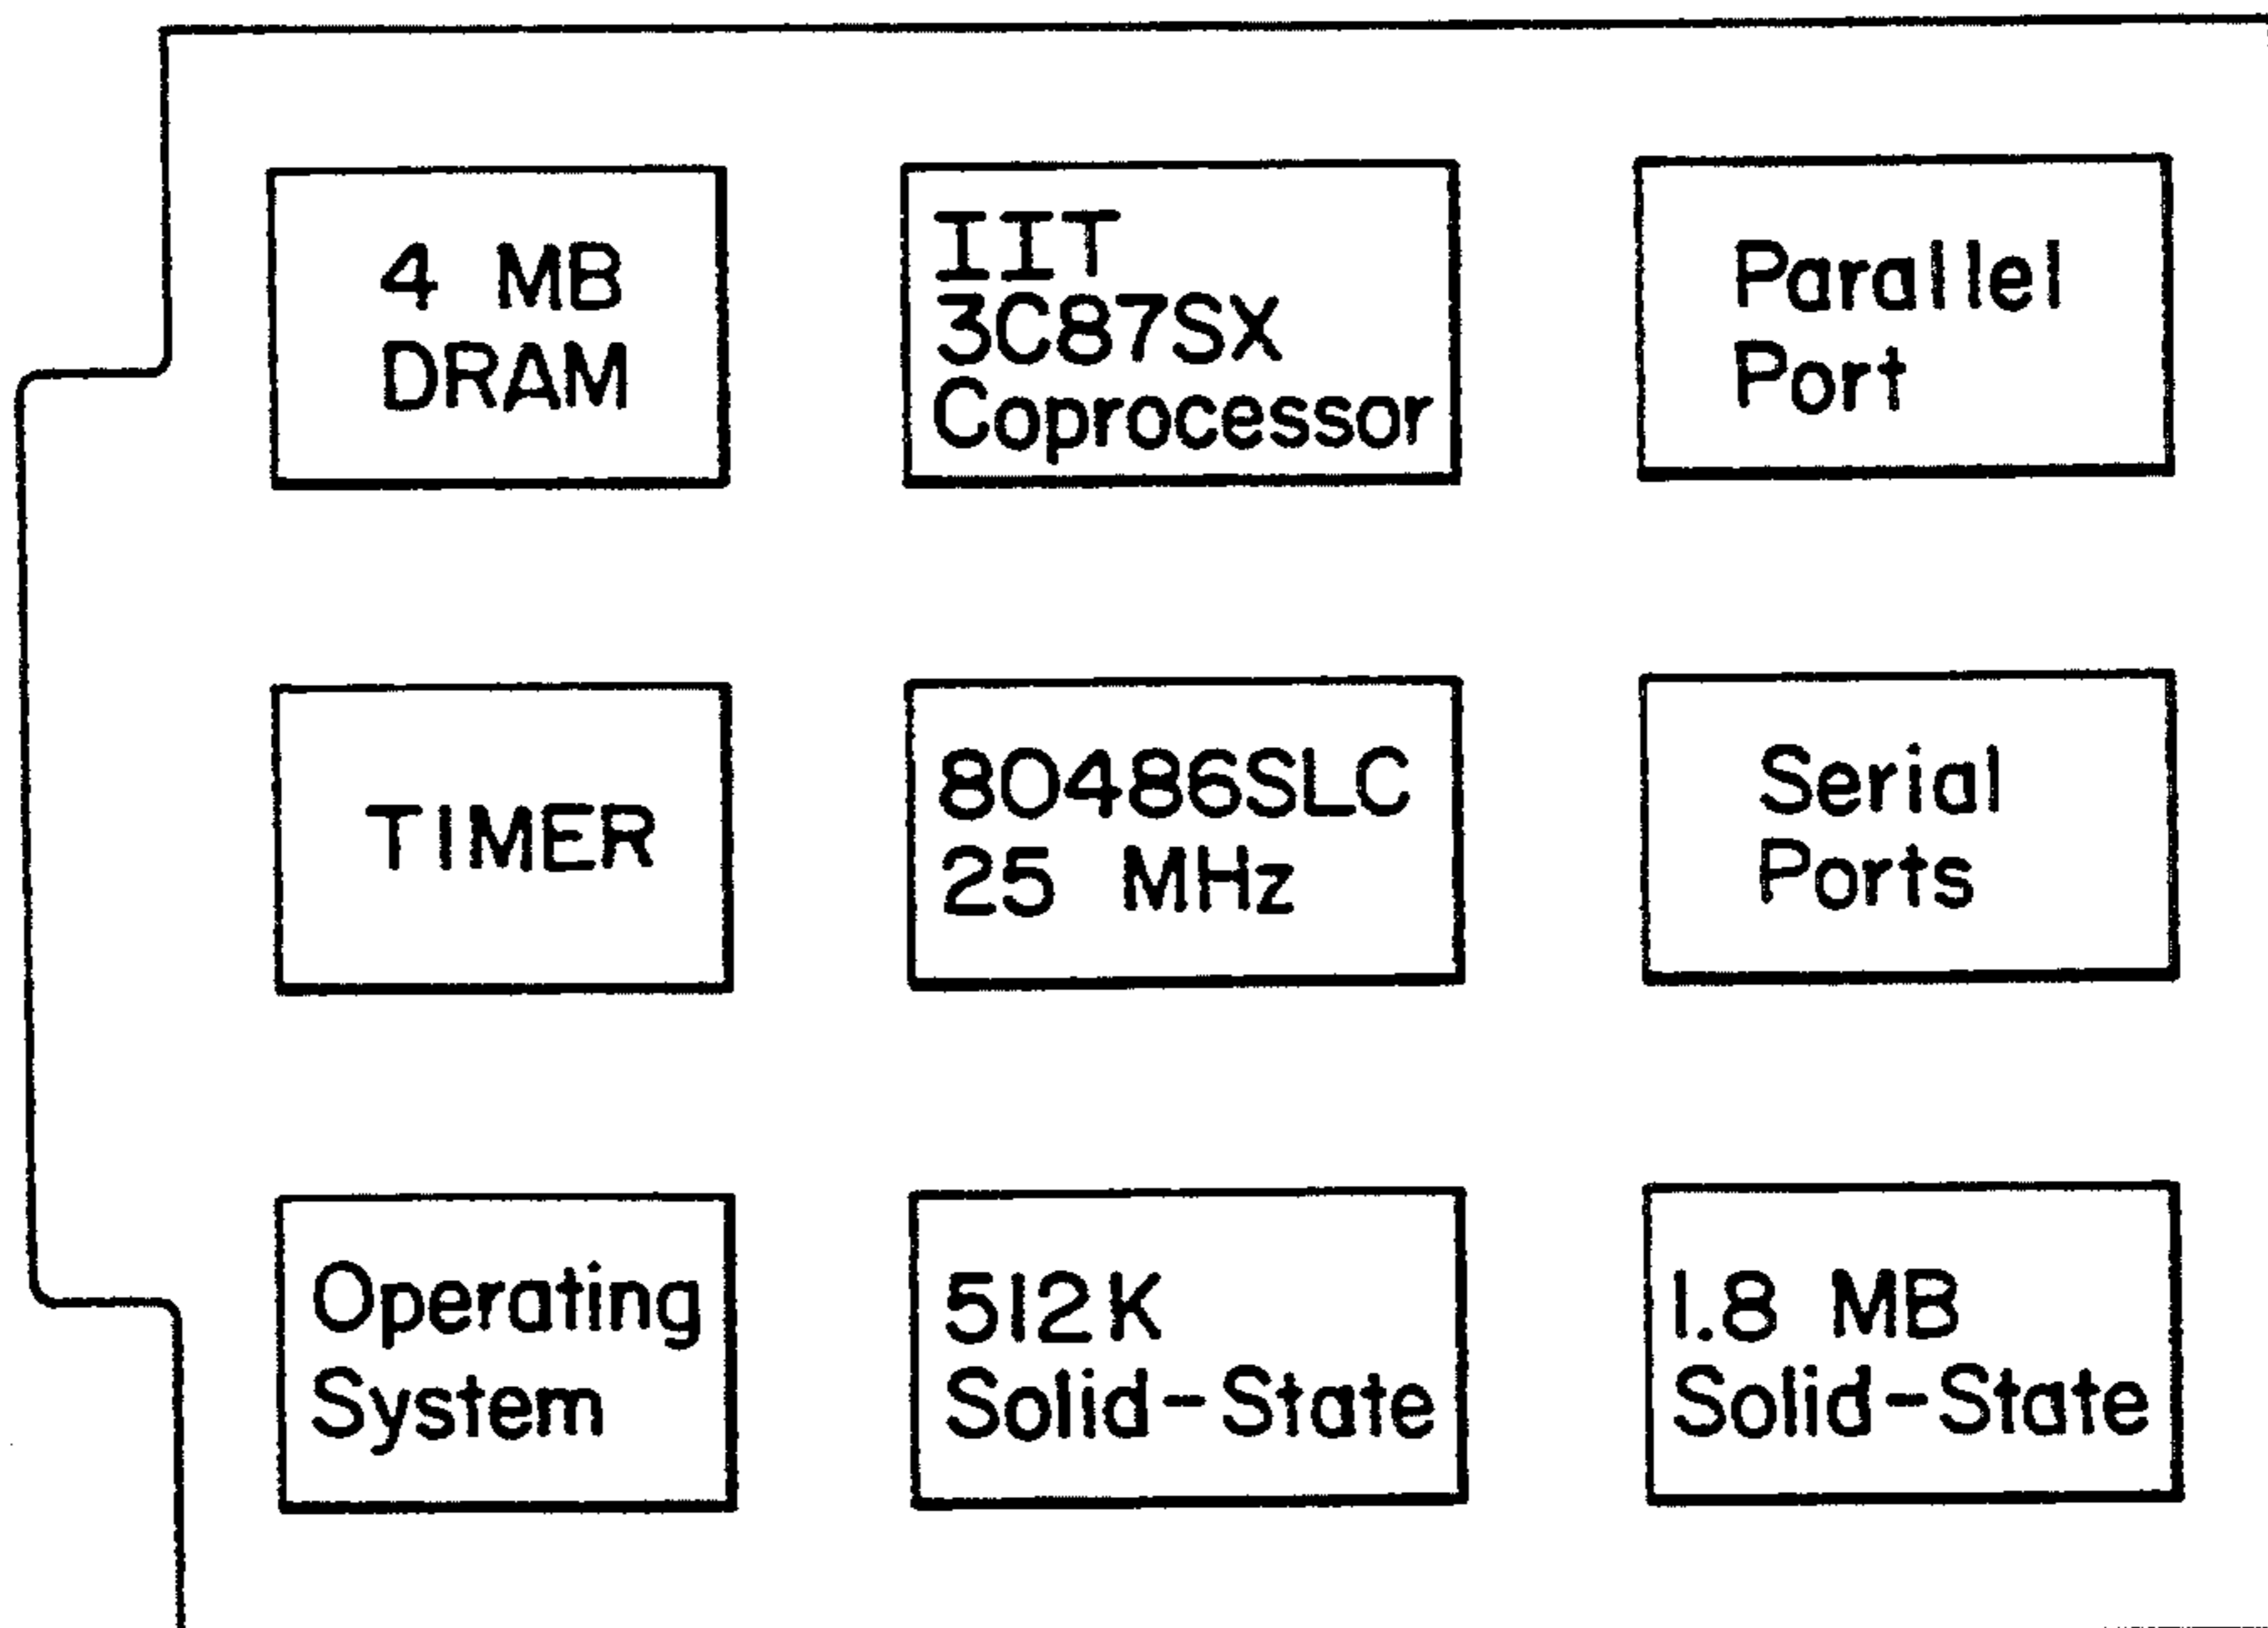 4 MB
DRAM
IIT
3C87SX
Coprocessor
Parallel
Port
TIMER
80486SLC
25 MHz
Serial
Ports
Operating
System
512K
Solid-State
1.8 MB
Solid-State